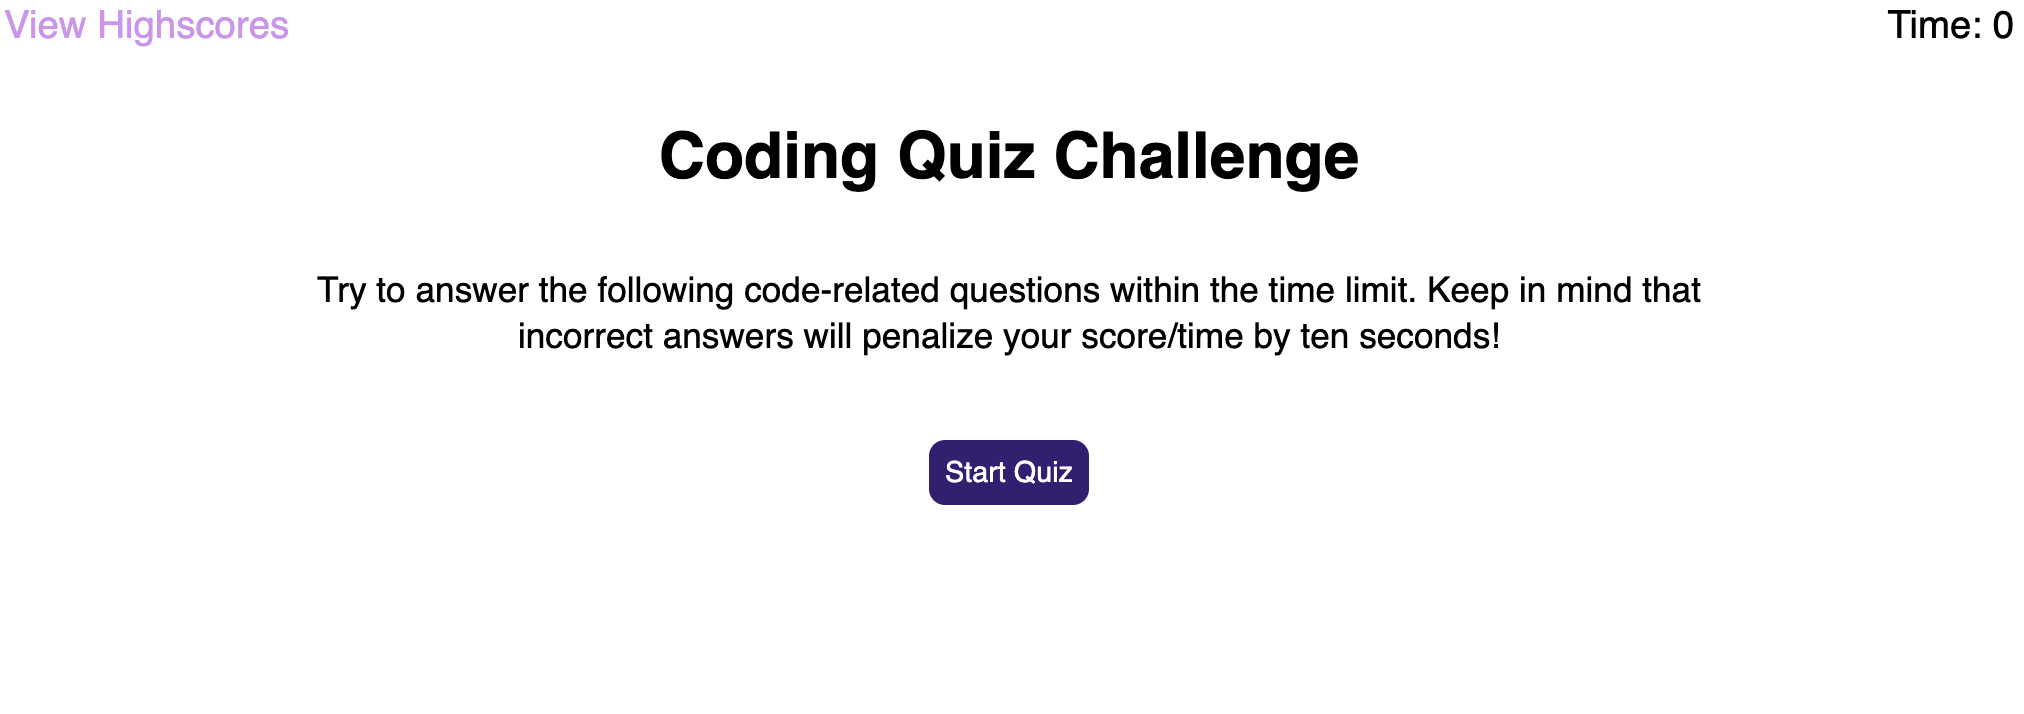 View Highscores
Time: 0
Coding Quiz Challenge
Try to answer the following code-related questions within the time limit. Keep in mind that
incorrect answers will penalize your score/time by ten seconds!
Start Quiz